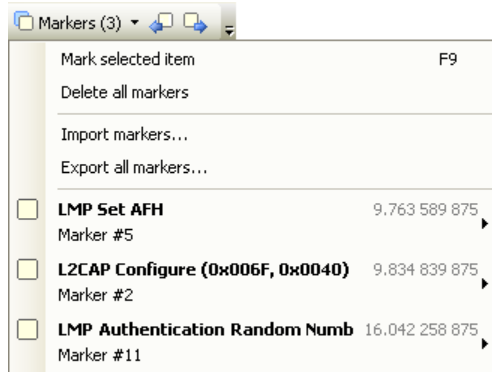 Markers (3)
Mark selected item F9
Delete all markers
Import markers...
Export all markers...
LMP Set AFH 9.763 589 875
Marker #5
L2CAP Configure (0x006F, 0x0040) 9.834 839 875
Marker #2
LMP Authentication Random Numb 16.042 258 875
Marker #11